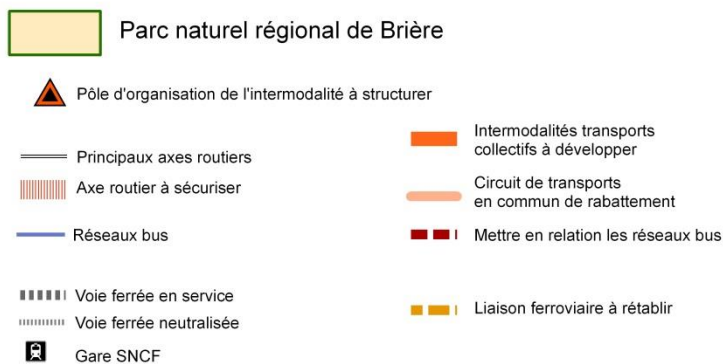 Parc naturel régional de Brière
Pôle d'organisation de l'intermodalité à structurer
Principaux axes routiers
Axe routier à sécuriser
Réseaux bus
Voie ferrée en service
Voie ferrée neutralisée
Gare SNCF
Intermodalités transports
collectifs à développer
Circuit de transports
en commun de rabattement
Mettre en relation les réseaux bus
Liaison ferroviaire à rétablir